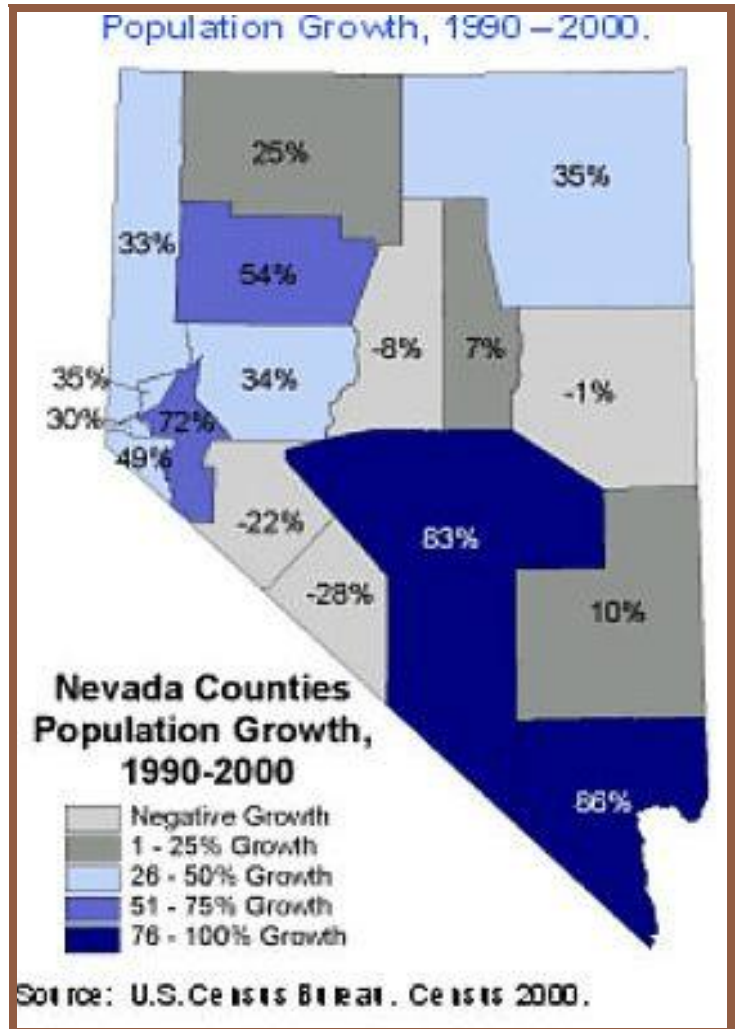 Population Growth, 1990 – 2000.
25%
35%
33%
54%
-8%
7%
34%
-1%
35%
30%
72%
49%
-22%
83%
-28%
10%
86%
Nevada Counties
Population Growth,
1990-2000
Negative Growth
1 - 25% Growth
26 - 50% Growth
51 - 75% Growth
76 - 100% Growth
Source: U.S. Census Bureau. Census 2000.